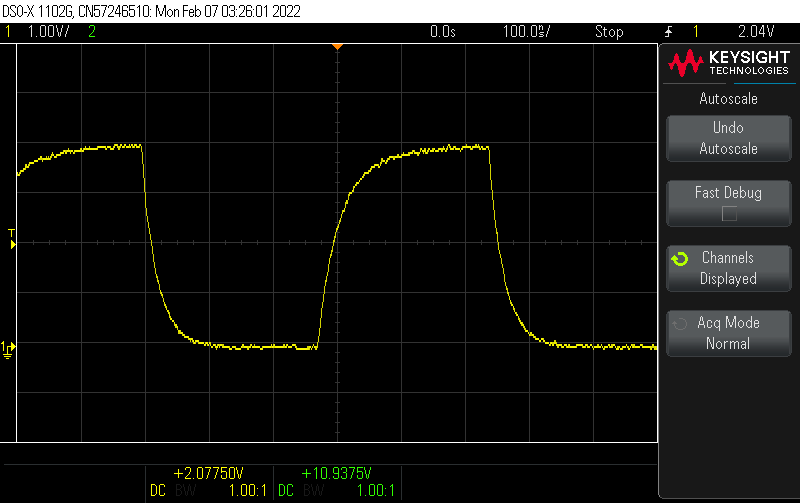 DSO-X 1102G, CN57246510: Mon Feb 07 03:26:01 2022
1 1.00V/ 2 0.0s 100.0ns/ Stop 1 2.04V
KEYSIGHT
TECHNOLOGIES
Autoscale
Undo
Autoscale
Fast Debug
T
Channels
Displayed
Acq Mode
Normal
1
+2.07750V +10.9375V
DC BW 1.00:1 DC BW 1.00:1